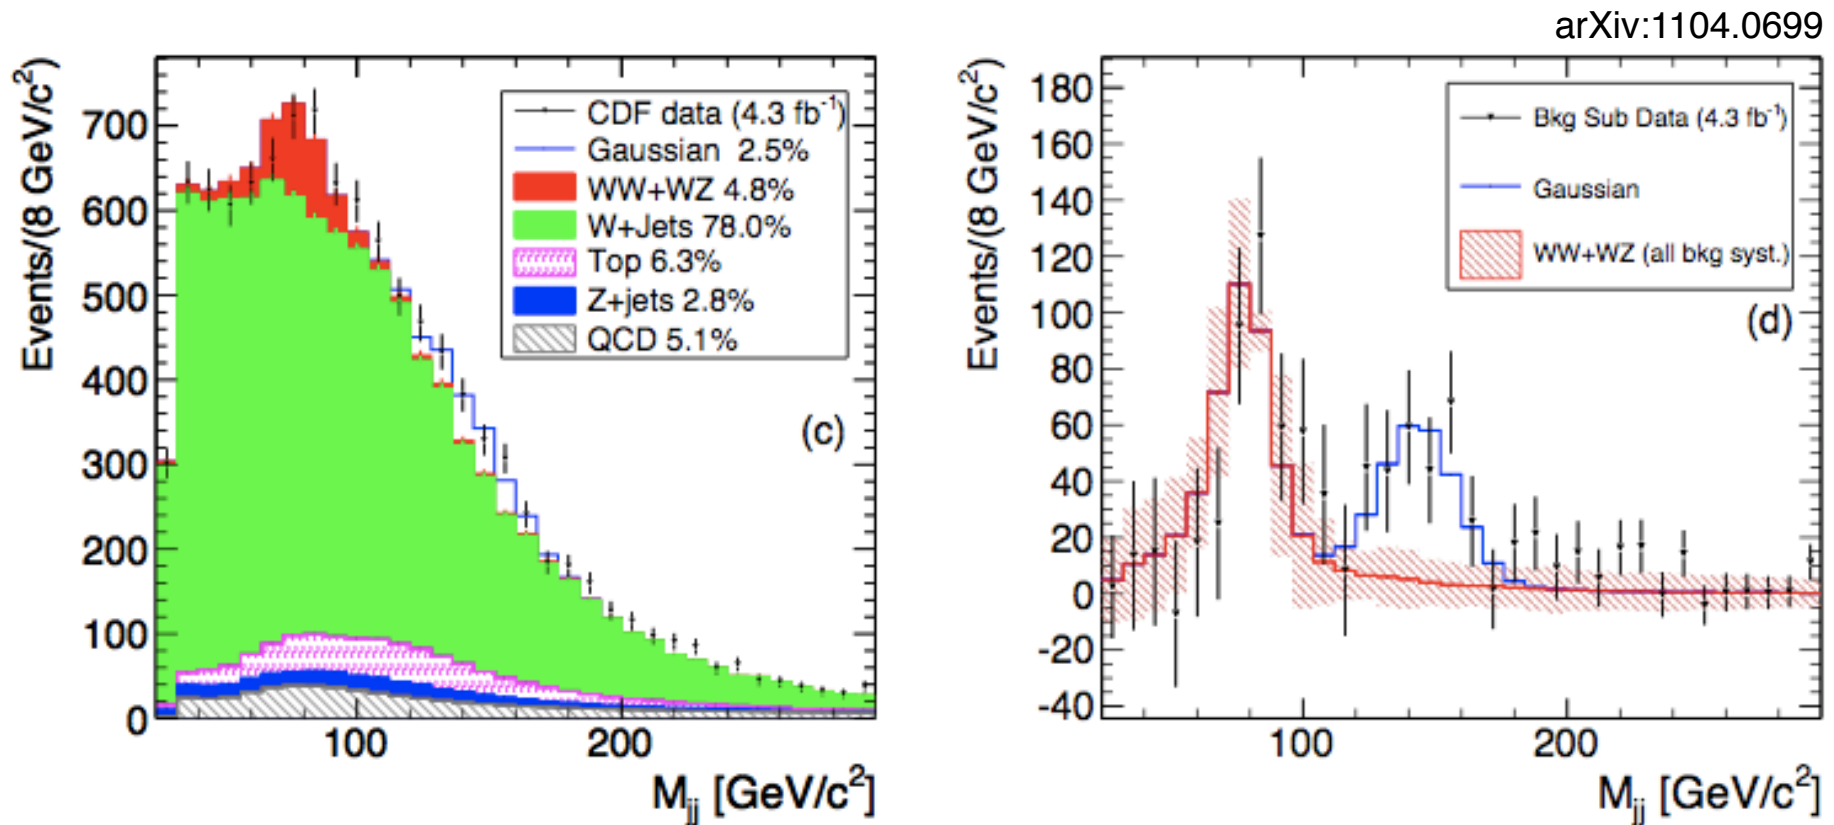 arXiv:1104.0699
Events/(8 GeV/c²)
700
600
500
400
300
200
100
0
100
200
M_jj [GeV/c²]
CDF data (4.3 fb⁻¹)
Gaussian 2.5%
WW+WZ 4.8%
W+Jets 78.0%
Top 6.3%
Z+jets 2.8%
QCD 5.1%
(c)
Events/(8 GeV/c²)
180
160
140
120
100
80
60
40
20
0
-20
-40
100
200
M_jj [GeV/c²]
Bkg Sub Data (4.3 fb⁻¹)
Gaussian
WW+WZ (all bkg syst.)
(d)